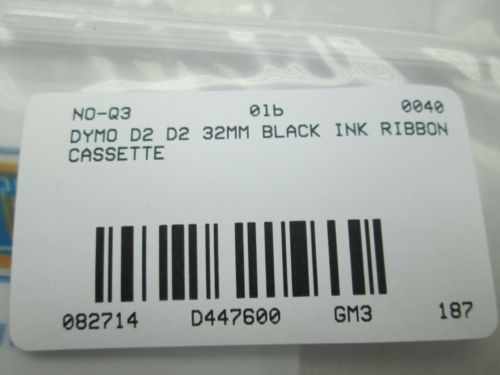 NO-Q3 01b 0040
DYMO D2 D2 32MM BLACK INK RIBBON
CASSETTE
082714 D447600 GM3 187